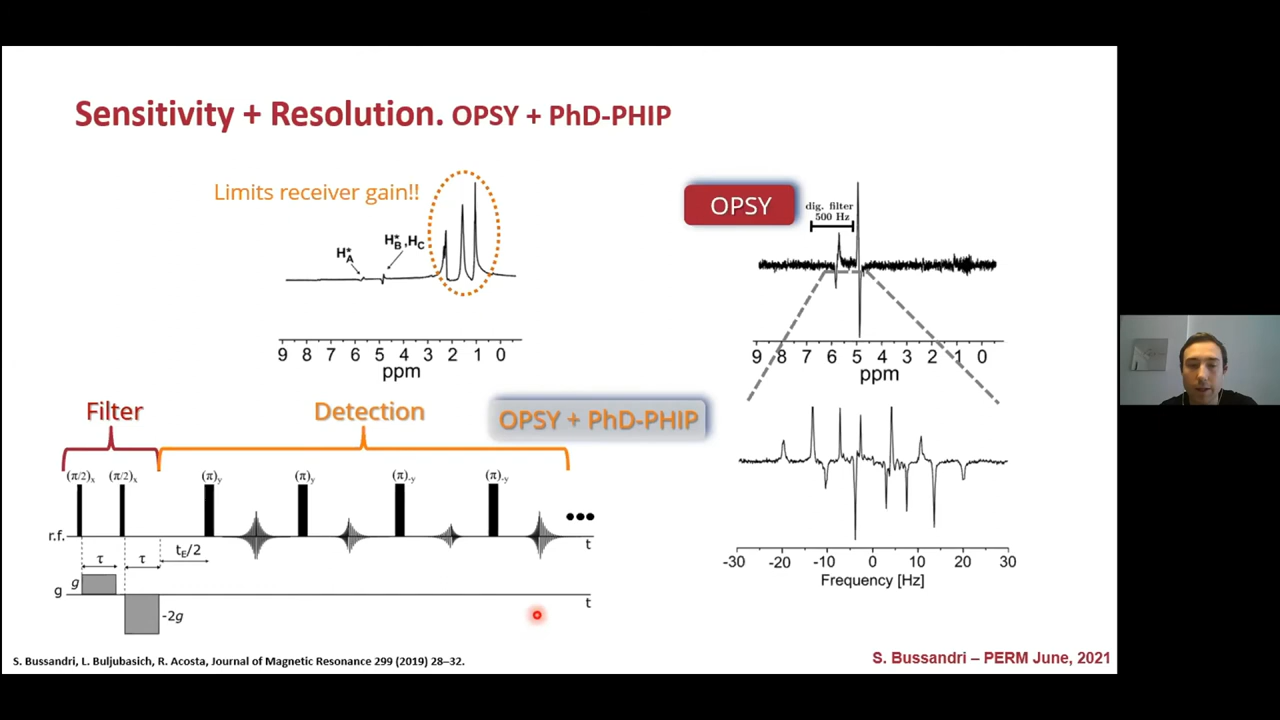 Sensitivity + Resolution. OPSY + PhD-PHIP
Limits receiver gain!!
H*A
H*B ,HC
9 8 7 6 5 4 3 2 1 0
ppm
OPSY
dig. filter
500 Hz
9 8 7 6 5 4 3 2 1 0
ppm
Filter
Detection
OPSY + PhD-PHIP
(π/2)x (π/2)x (π)y (π)y (π)-y (π)-y
r.f.
t
τ τ tE/2
g
g
-2g
t
-30 -20 -10 0 10 20 30
Frequency [Hz]
S. Bussandri, L. Buljubasich, R. Acosta, Journal of Magnetic Resonance 299 (2019) 28–32.
S. Bussandri – PERM June, 2021